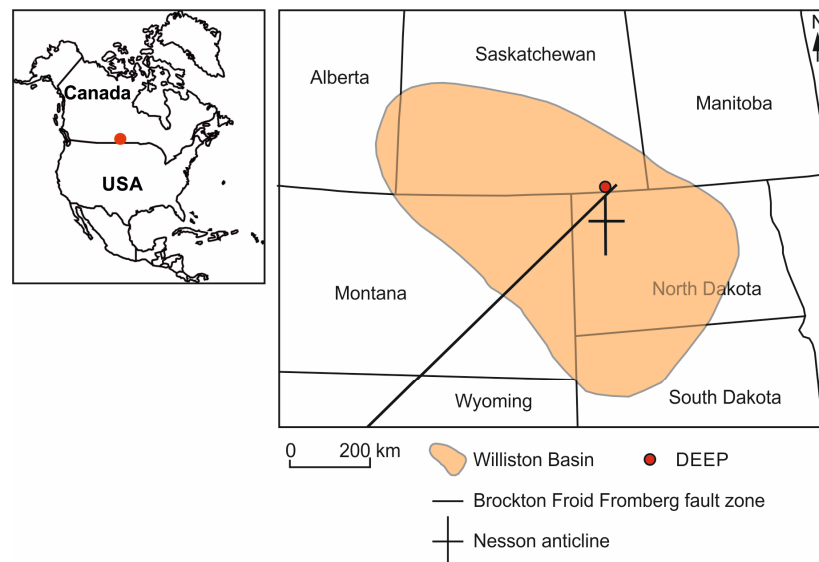 Canada
USA
N
Alberta
Saskatchewan
Manitoba
Montana
North Dakota
Wyoming
South Dakota
0 200 km
Williston Basin
DEEP
Brockton Froid Fromberg fault zone
Nesson anticline